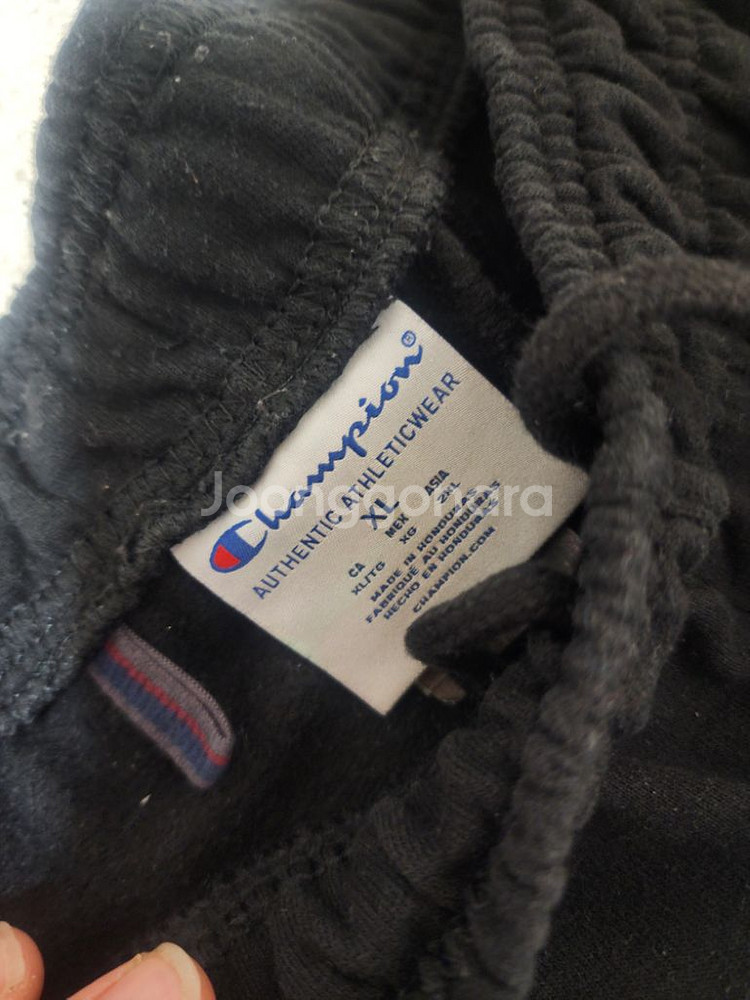 Champion®
AUTHENTIC ATHLETICWEAR
XL
CA MEX ASIA
XL/TG XG 2XL
MADE IN HONDURAS
FABRIQUÉ AU HONDURAS
HECHO EN HONDURAS
CHAMPION.COM
Joonggonara